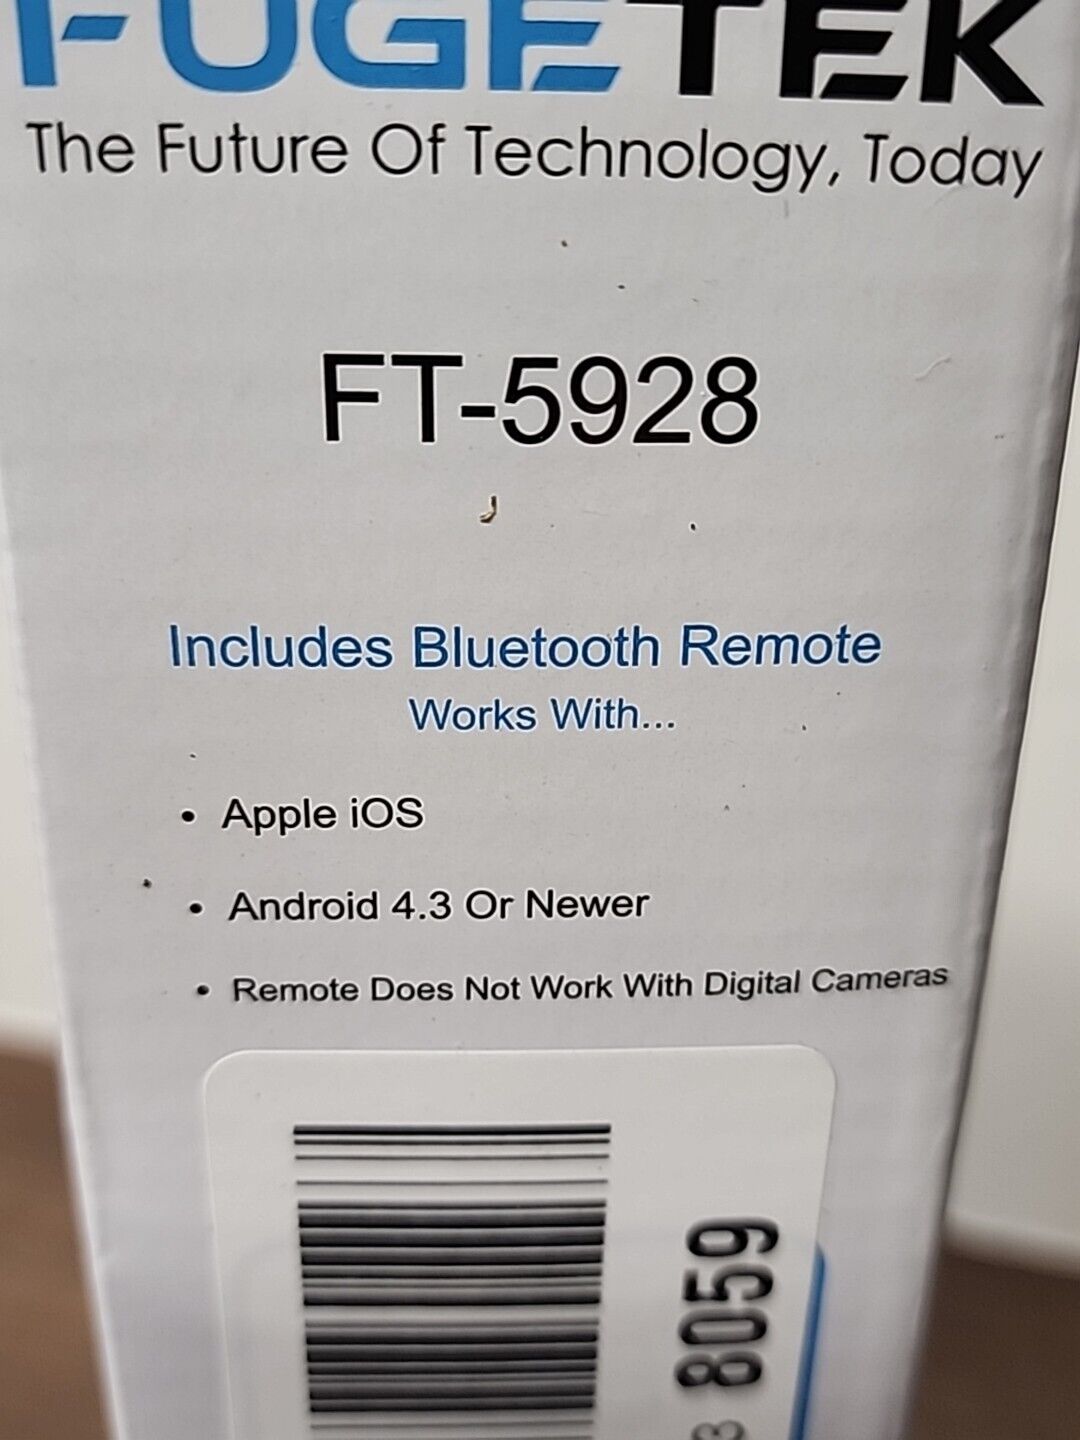 FUGETEK
The Future Of Technology, Today
FT-5928
Includes Bluetooth Remote
Works With...
• Apple iOS
• Android 4.3 Or Newer
• Remote Does Not Work With Digital Cameras
8059